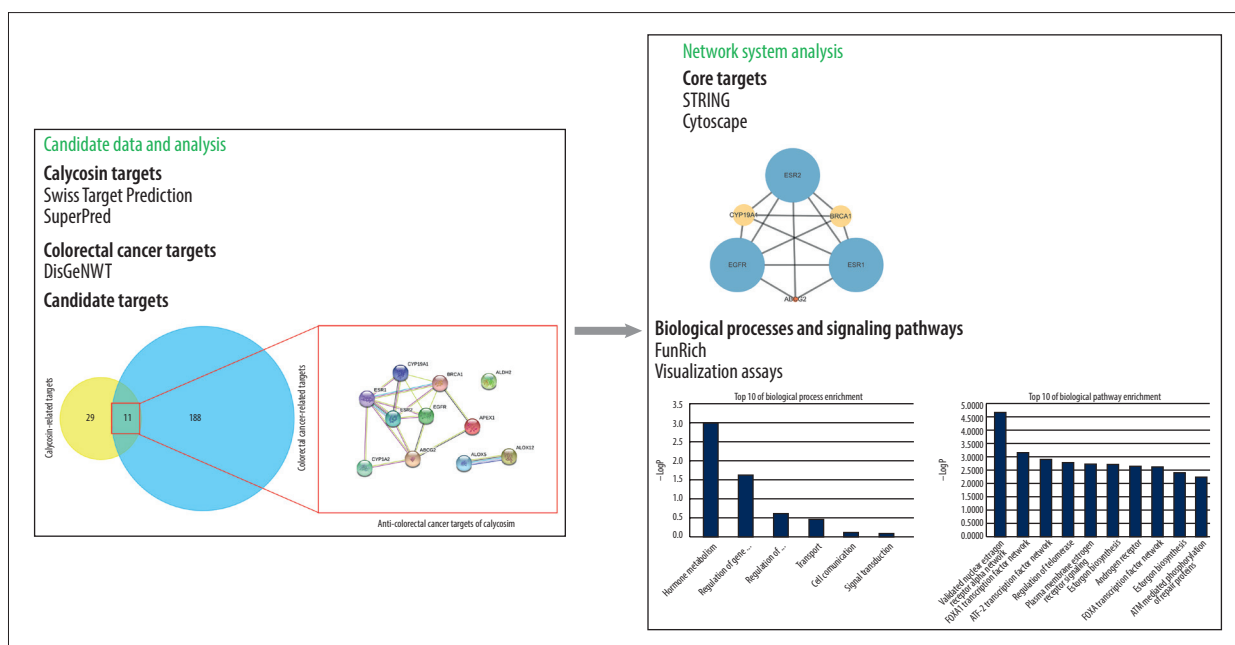 Candidate data and analysis
Calycosin targets
Swiss Target Prediction
SuperPred
Colorectal cancer targets
DisGeNWT
Candidate targets
Calycosin-related targets
29
11
188
Colorectal cancer-related targets
CYP19A1
BRCA1
ALDH2
ESR1
ESR2
EGFR
APEX1
ABCG2
CYP1A2
ALOX5
ALOX12
Anti-colorectal cancer targets of calycosim
Network system analysis
Core targets
STRING
Cytoscape
ESR2
CYP19A1
BRCA1
EGFR
ESR1
ABCG2
Biological processes and signaling pathways
FunRich
Visualization assays
Top 10 of biological process enrichment
–LogP
3.5
3.0
2.5
2.0
1.5
1.0
0.5
0.0
Hormone metabolism
Regulation of gene ...
Regulation of ...
Transport
Cell comunication
Signal transduction
Top 10 of biological pathway enrichment
–LogP
5.0000
4.5000
4.0000
3.5000
3.0000
2.5000
2.0000
1.5000
1.0000
0.5000
0.0000
Validated nuclear estragon
receptor alpha network
FOXA1 transcription factor network
ATF-2 transcription factor network
Regulation of telomerase
Plasma membrane estrogen
receptor signaling
Estorgon biosynthesis
Androgen receptor
FOXA transcription factor network
Estorgon biosynthesis
ATM mediated phosphorylation
of repair proteins